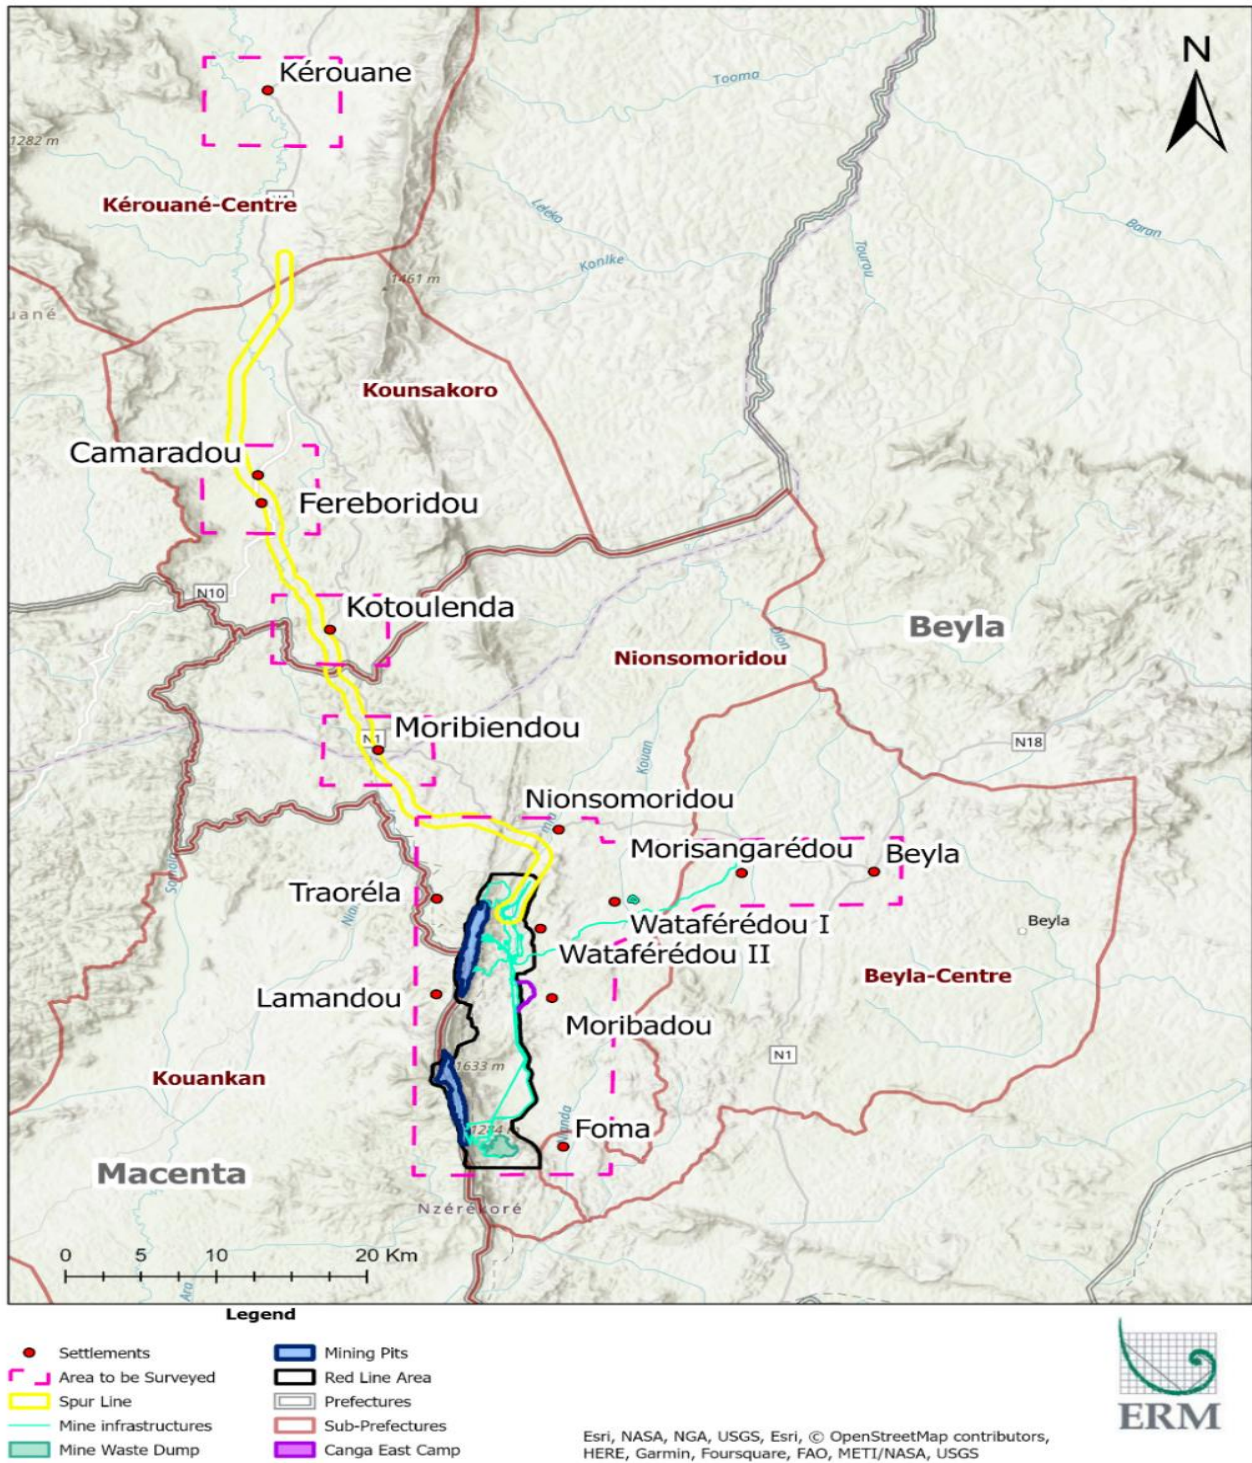 N
Kérouane
1282 m
Tooma
Kérouané-Centre
Leleko
Baran
Tourou
Konlke
1461 m
uané
Kounsakoro
Camaradou
Fereboridou
N10
Kotoulenda
Beyla
Dion
Nionsomoridou
Moribiendou
N1
N18
Kouan
Nionsomoridou
Morisangarédou
Beyla
Traoréla
Wataférédou I
Beyla
Wataférédou II
Beyla-Centre
Lamandou
Moribadou
N1
1633 m
Kouankan
Foma
Macenta
Nzérékoré
0 5 10 20 Km
Ara
Legend
Settlements
Area to be Surveyed
Spur Line
Mine infrastructures
Mine Waste Dump
Mining Pits
Red Line Area
Prefectures
Sub-Prefectures
Canga East Camp
Esri, NASA, NGA, USGS, Esri, © OpenStreetMap contributors,
HERE, Garmin, Foursquare, FAO, METI/NASA, USGS
ERM